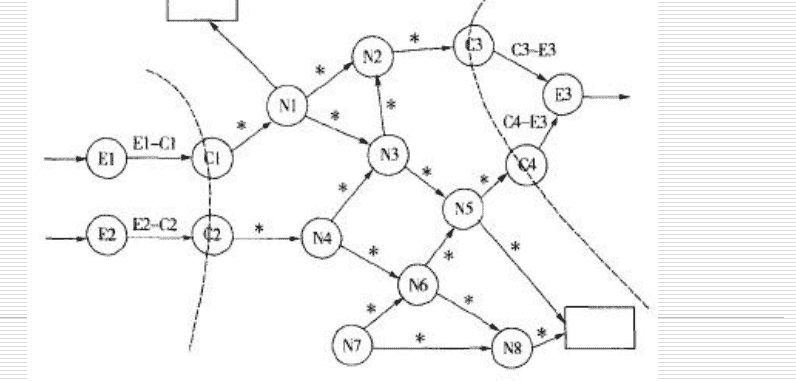 C3
C3-E3
N2
*
*
E3
N1
*
*
C4-E3
*
E1-C1
E1
C1
N3
C4
*
*
*
N5
E2-C2
E2
C2
*
N4
*
*
*
N6
*
*
N7
*
N8
*